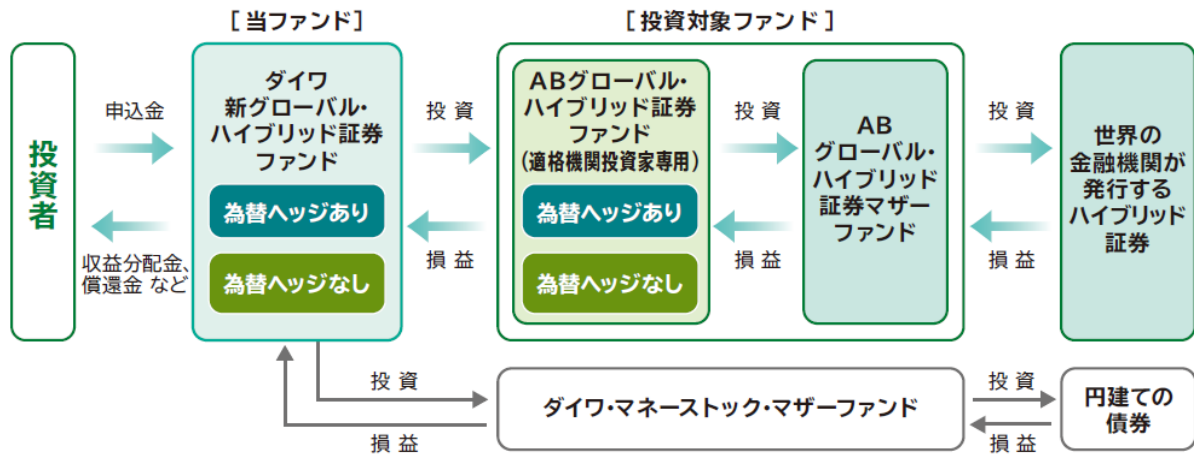 ［当ファンド］
［投資対象ファンド］
投資者
申込金
収益分配金、
償還金 など
ダイワ
新グローバル・
ハイブリッド証券
ファンド
為替ヘッジあり
為替ヘッジなし
投 資
損 益
ABグローバル・
ハイブリッド証券
ファンド
（適格機関投資家専用）
為替ヘッジあり
為替ヘッジなし
投 資
損 益
AB
グローバル・
ハイブリッド
証券マザー
ファンド
投 資
損 益
世界の
金融機関が
発行する
ハイブリッド
証券
投 資
損 益
ダイワ・マネーストック・マザーファンド
投 資
損 益
円建ての
債券